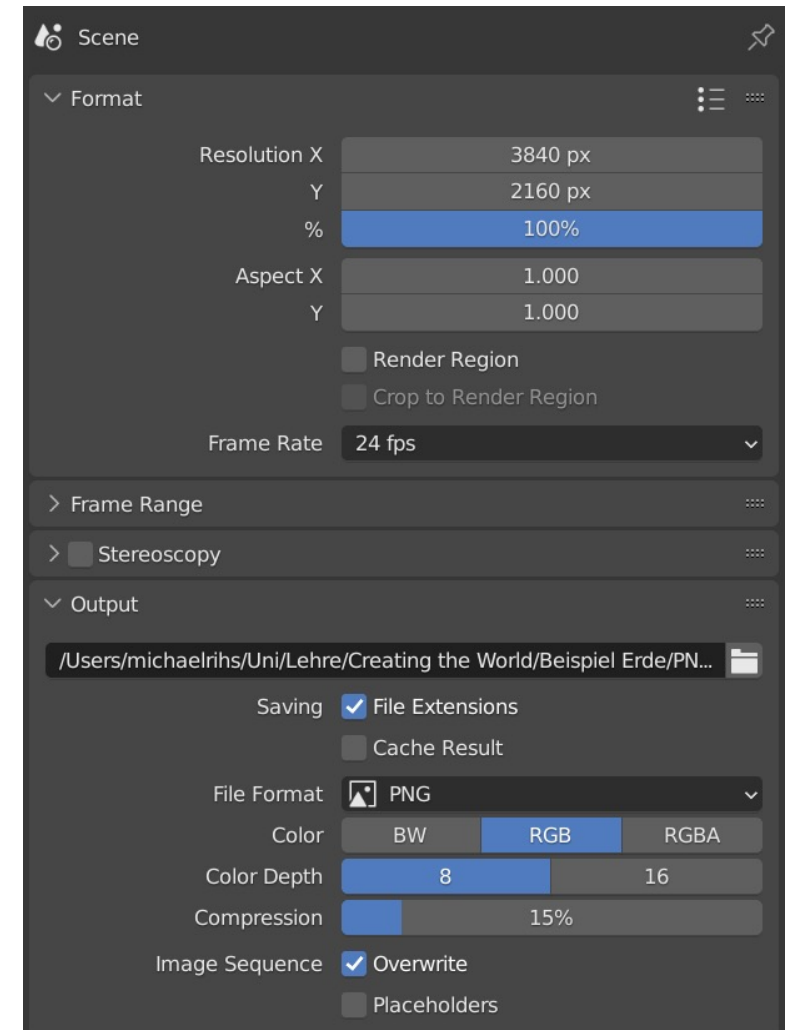 Scene
Format
Resolution X 3840 px
Y 2160 px
% 100%
Aspect X 1.000
Y 1.000
Render Region
Crop to Render Region
Frame Rate 24 fps
Frame Range
Stereoscopy
Output
/Users/michaelrihs/Uni/Lehre/Creating the World/Beispiel Erde/PN...
Saving File Extensions
Cache Result
File Format PNG
Color BW RGB RGBA
Color Depth 8 16
Compression 15%
Image Sequence Overwrite
Placeholders